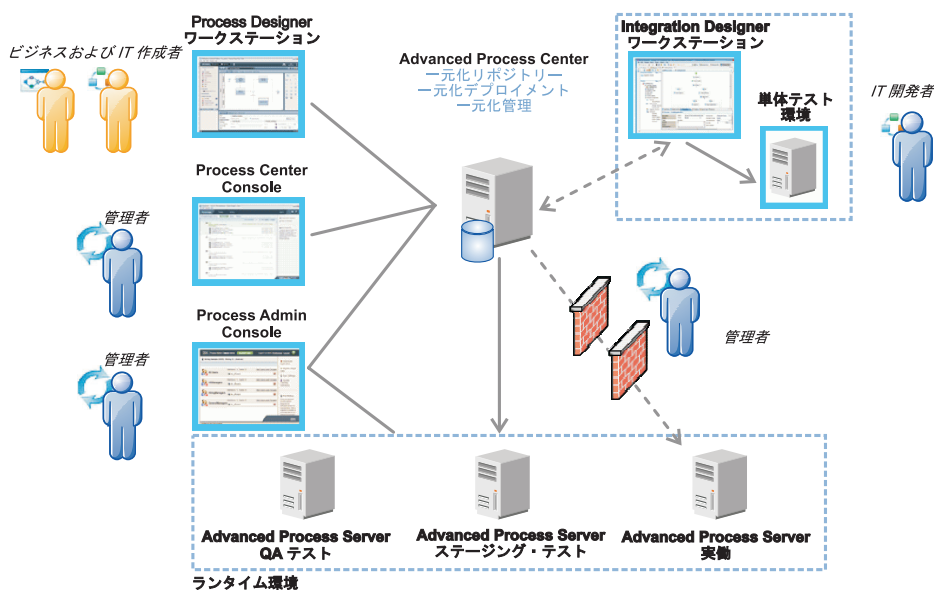 Process Designer
ワークステーション
ビジネスおよび IT 作成者
Advanced Process Center
一元化リポジトリー
一元化デプロイメント
一元化管理
Integration Designer
ワークステーション
単体テスト
環境
IT 開発者
Process Center
Console
管理者
Process Admin
Console
管理者
管理者
Advanced Process Server
QA テスト
Advanced Process Server
ステージング・テスト
Advanced Process Server
実働
ランタイム環境